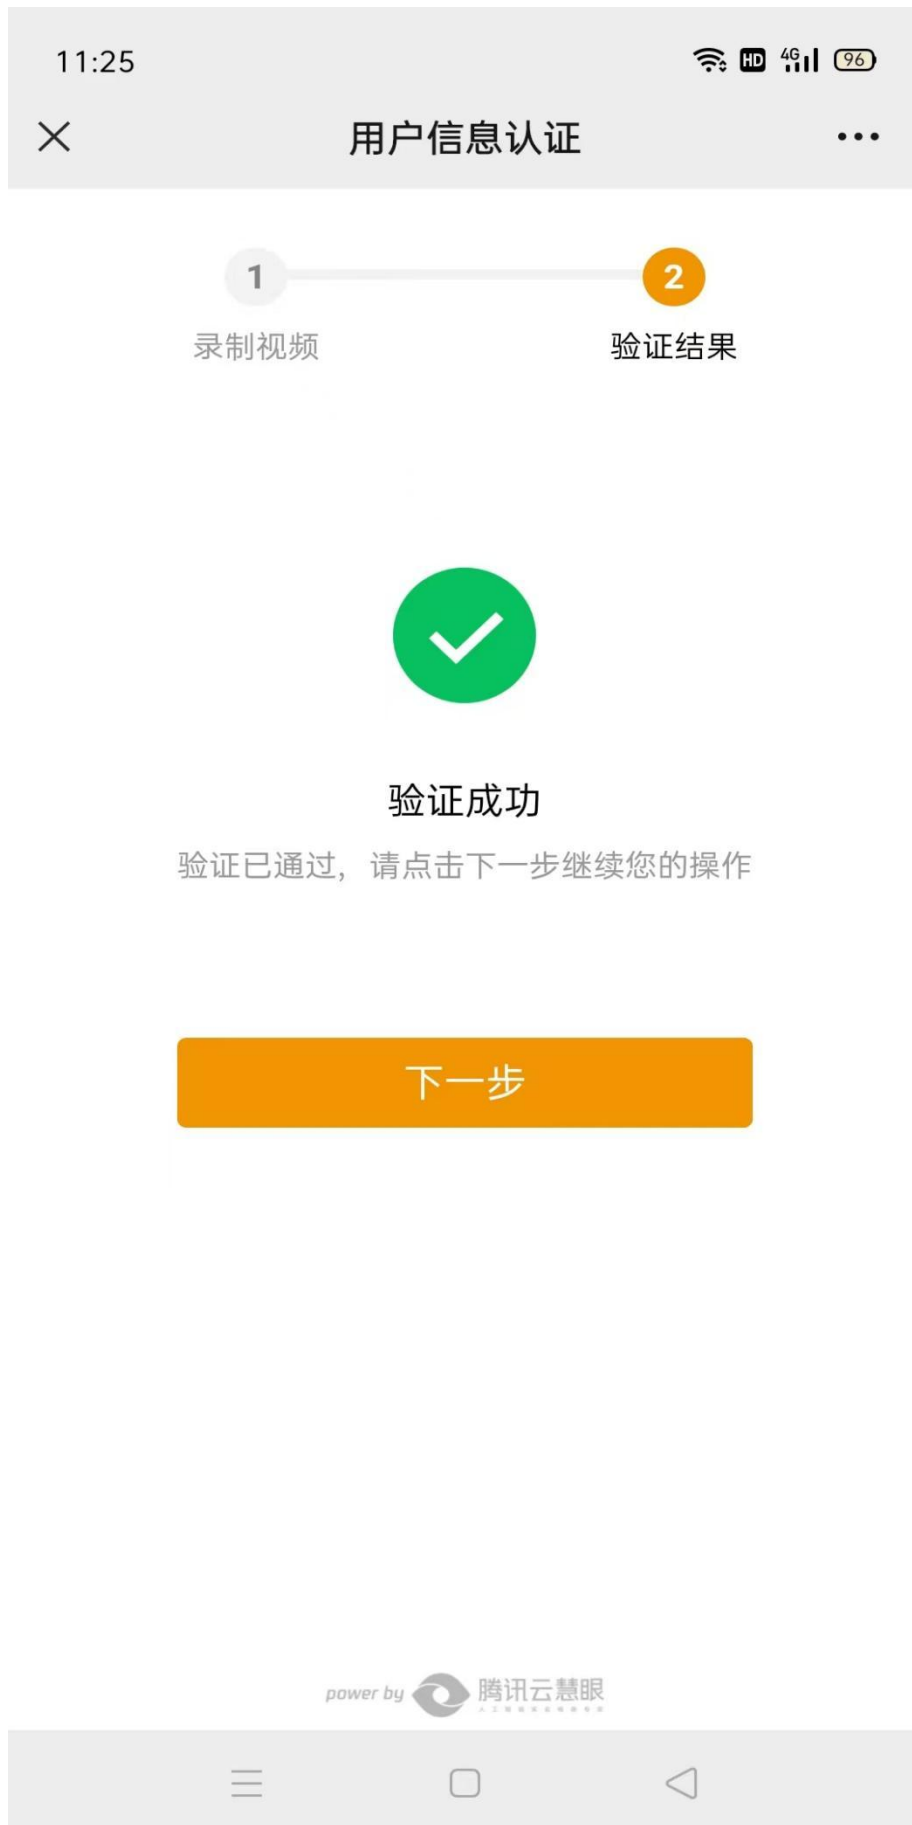 11:25
HD 4G 96
用户信息认证
1 2
录制视频 验证结果
验证成功
验证已通过，请点击下一步继续您的操作
下一步
power by 腾讯云慧眼